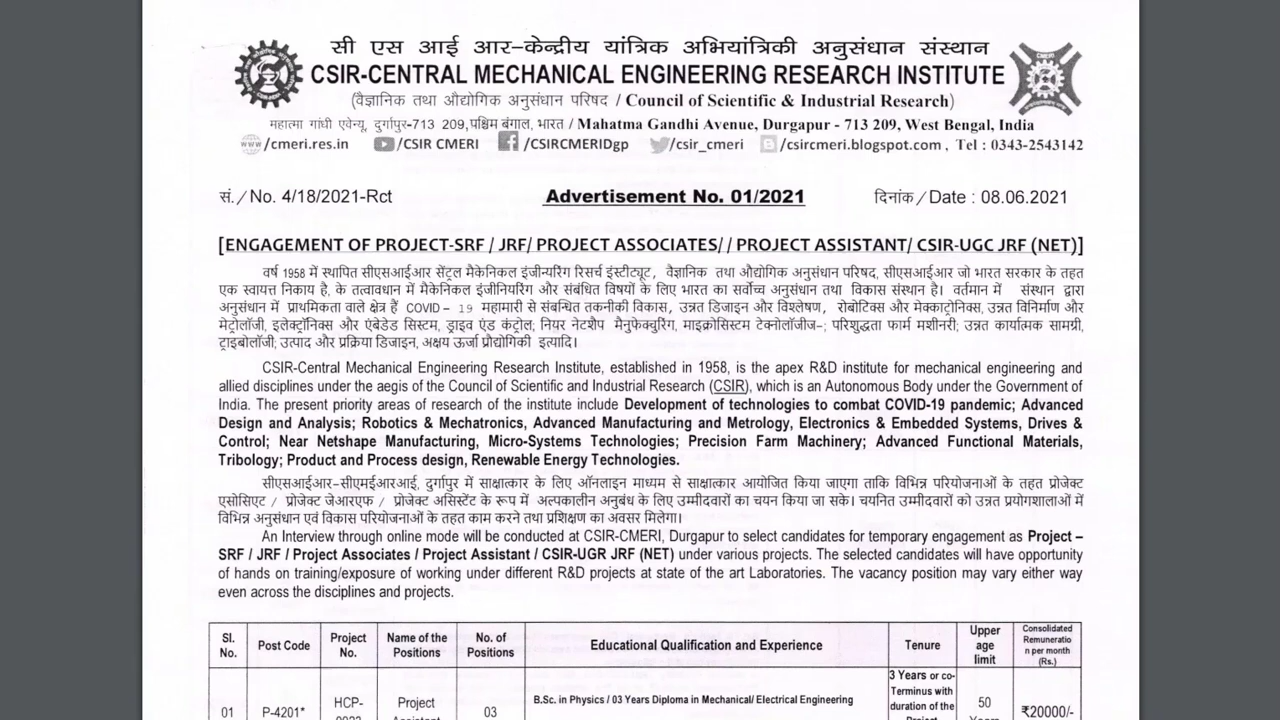 सी एस आई आर–केन्द्रीय यांत्रिक अभियांत्रिकी अनुसंधान संस्थान
CSIR-CENTRAL MECHANICAL ENGINEERING RESEARCH INSTITUTE
(वैज्ञानिक तथा औद्योगिक अनुसंधान परिषद / Council of Scientific & Industrial Research)
महात्मा गांधी एवेन्यू, दुर्गापुर-713 209,पश्चिम बंगाल, भारत / Mahatma Gandhi Avenue, Durgapur - 713 209, West Bengal, India
www /cmeri.res.in /CSIR CMERI /CSIRCMERIDgp /csir_cmeri /csircmeri.blogspot.com , Tel : 0343-2543142
सं./ No. 4/18/2021-Rct Advertisement No. 01/2021 दिनांक / Date : 08.06.2021
[ENGAGEMENT OF PROJECT-SRF / JRF/ PROJECT ASSOCIATES/ / PROJECT ASSISTANT/ CSIR-UGC JRF (NET)]
वर्ष 1958 में स्थापित सीएसआईआर सेंट्रल मैकेनिकल इंजीन्यरिंग रिसर्च इंस्टीट्यूट, वैज्ञानिक तथा औद्योगिक अनुसंधान परिषद, सीएसआईआर जो भारत सरकार के तहत
एक स्वायत्त निकाय है, के तत्वाधान में मैकेनिकल इंजीनियरिंग और संबंधित विषयों के लिए भारत का सर्वोच्च अनुसंधान तथा विकास संस्थान है। वर्तमान में संस्थान द्वारा
अनुसंधान में प्राथमिकता वाले क्षेत्र हैं COVID – 19 महामारी से संबन्धित तकनीकी विकास, उन्नत डिजाइन और विश्लेषण, रोबोटिक्स और मेक्काट्रोनिक्स, उन्नत विनिर्माण और
मेट्रोलॉजी, इलेक्ट्रॉनिक्स और एंबेडेड सिस्टम, ड्राइव एंड कंट्रोल; नियर नेटशैप मैनुफेक्चुरिंग, माइक्रोसिस्टम टेक्नोलॉजीज-; परिशुद्धता फार्म मशीनरी; उन्नत कार्यात्मक सामग्री,
ट्राइबोलॉजी; उत्पाद और प्रक्रिया डिजाइन, अक्षय ऊर्जा प्रौद्योगिकी इत्यादि।
CSIR-Central Mechanical Engineering Research Institute, established in 1958, is the apex R&D institute for mechanical engineering and
allied disciplines under the aegis of the Council of Scientific and Industrial Research (CSIR), which is an Autonomous Body under the Government of
India. The present priority areas of research of the institute include Development of technologies to combat COVID-19 pandemic; Advanced
Design and Analysis; Robotics & Mechatronics, Advanced Manufacturing and Metrology, Electronics & Embedded Systems, Drives &
Control; Near Netshape Manufacturing, Micro-Systems Technologies; Precision Farm Machinery; Advanced Functional Materials,
Tribology; Product and Process design, Renewable Energy Technologies.
सीएसआईआर-सीएमईआरआई, दुर्गापुर में साक्षात्कार के लिए ऑनलाइन माध्यम से साक्षात्कार आयोजित किया जाएगा ताकि विभिन्न परियोजनाओं के तहत प्रोजेक्ट
एसोसिएट / प्रोजेक्ट जेआरएफ / प्रोजेक्ट असिस्टेंट के रूप में अल्पकालीन अनुबंध के लिए उम्मीदवारों का चयन किया जा सके। चयनित उम्मीदवारों को उन्नत प्रयोगशालाओं में
विभिन्न अनुसंधान एवं विकास परियोजनाओं के तहत काम करने तथा प्रशिक्षण का अवसर मिलेगा।
An Interview through online mode will be conducted at CSIR-CMERI, Durgapur to select candidates for temporary engagement as Project –
SRF / JRF / Project Associates / Project Assistant / CSIR-UGR JRF (NET) under various projects. The selected candidates will have opportunity
of hands on training/exposure of working under different R&D projects at state of the art Laboratories. The vacancy position may vary either way
even across the disciplines and projects.
Sl. No. Post Code Project No. Name of the Positions No. of Positions Educational Qualification and Experience Tenure Upper age limit Consolidated Remuneratio n per month (Rs.)
01 P-4201* HCP- Project 03 B.Sc. in Physics / 03 Years Diploma in Mechanical/ Electrical Engineering 3 Years or co-Terminus with duration of the 50 ₹20000/-